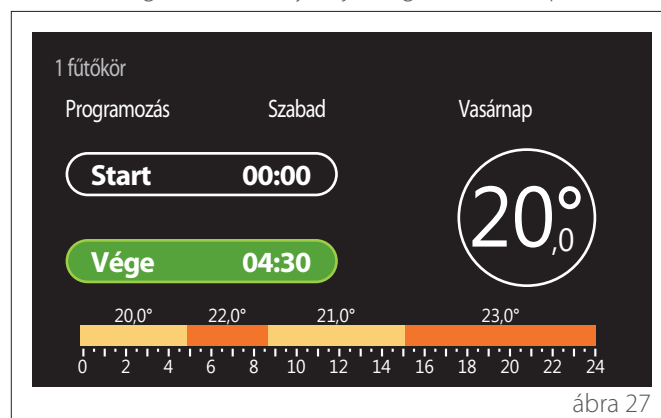 1 fűtőkör
Programozás Szabad Vasárnap
Start 00:00
20°,0
Vége 04:30
20,0° 22,0° 21,0° 23,0°
0 2 4 6 8 10 12 14 16 18 20 22 24
ábra 27